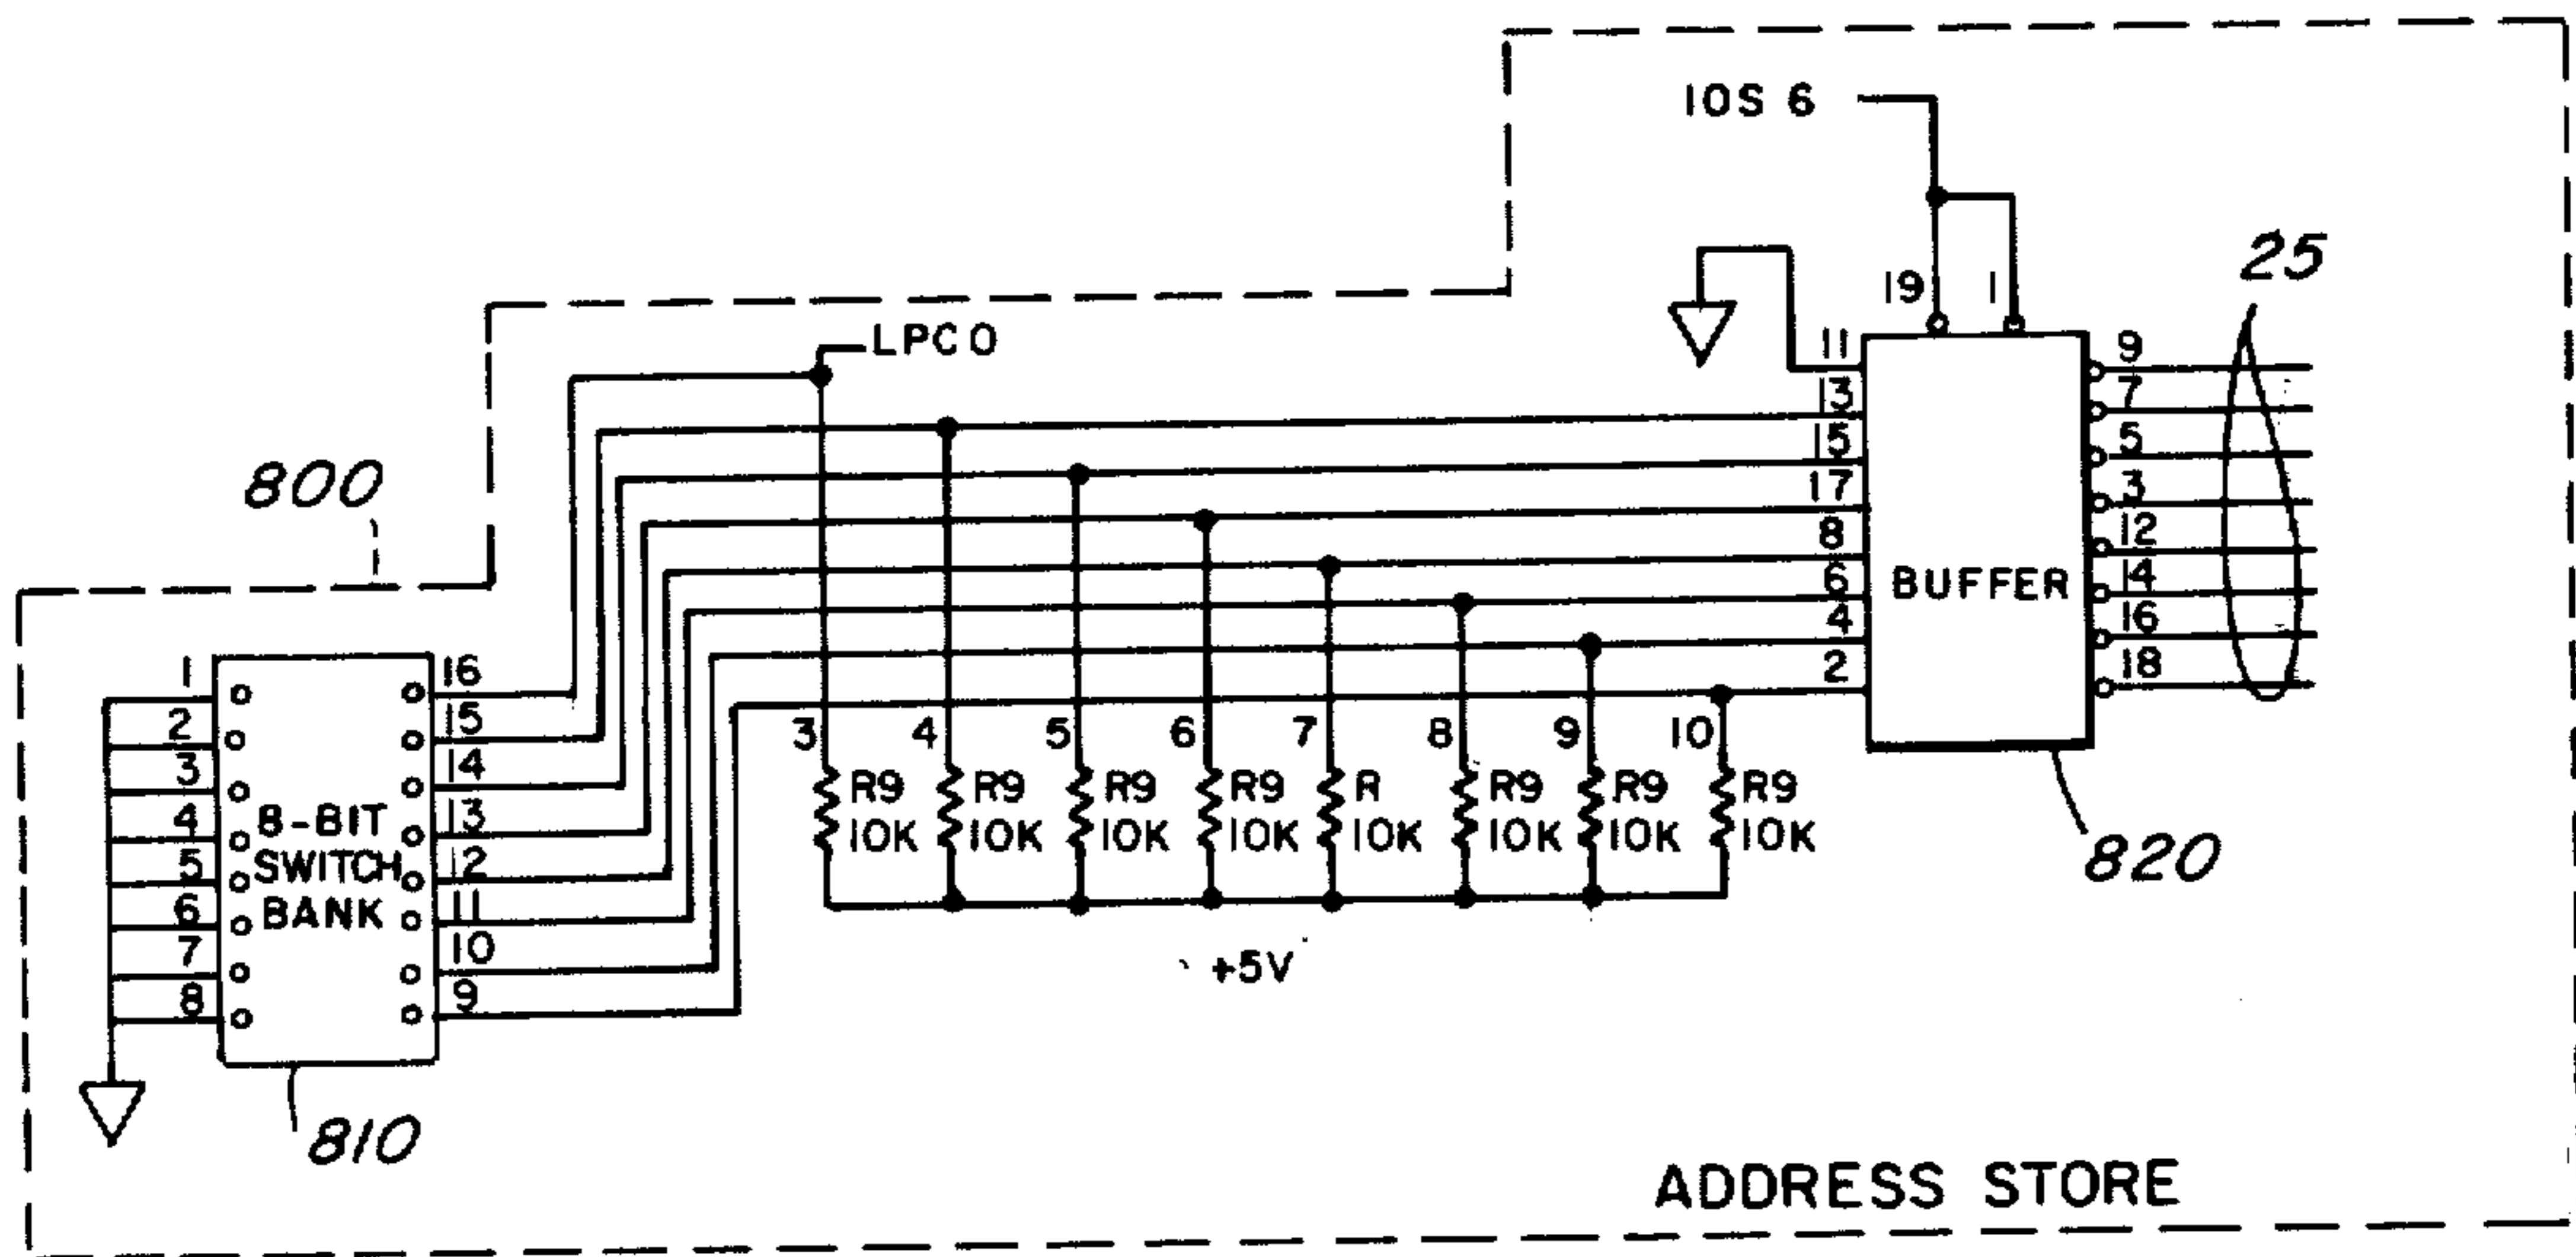 IOS 6
19 1
25
11 9
LPC0
13 7
15 5
17 3
8 12
6 BUFFER 14
4 16
2 18
800
1 16
2 15
3 14
4 8-BIT 13
5 SWITCH 12
6 BANK 11
7 10
8 9
3 4 5 6 7 8 9 10
R9 R9 R9 R9 R R9 R9 R9
10K 10K 10K 10K 10K 10K 10K 10K
820
+5V
810
ADDRESS STORE